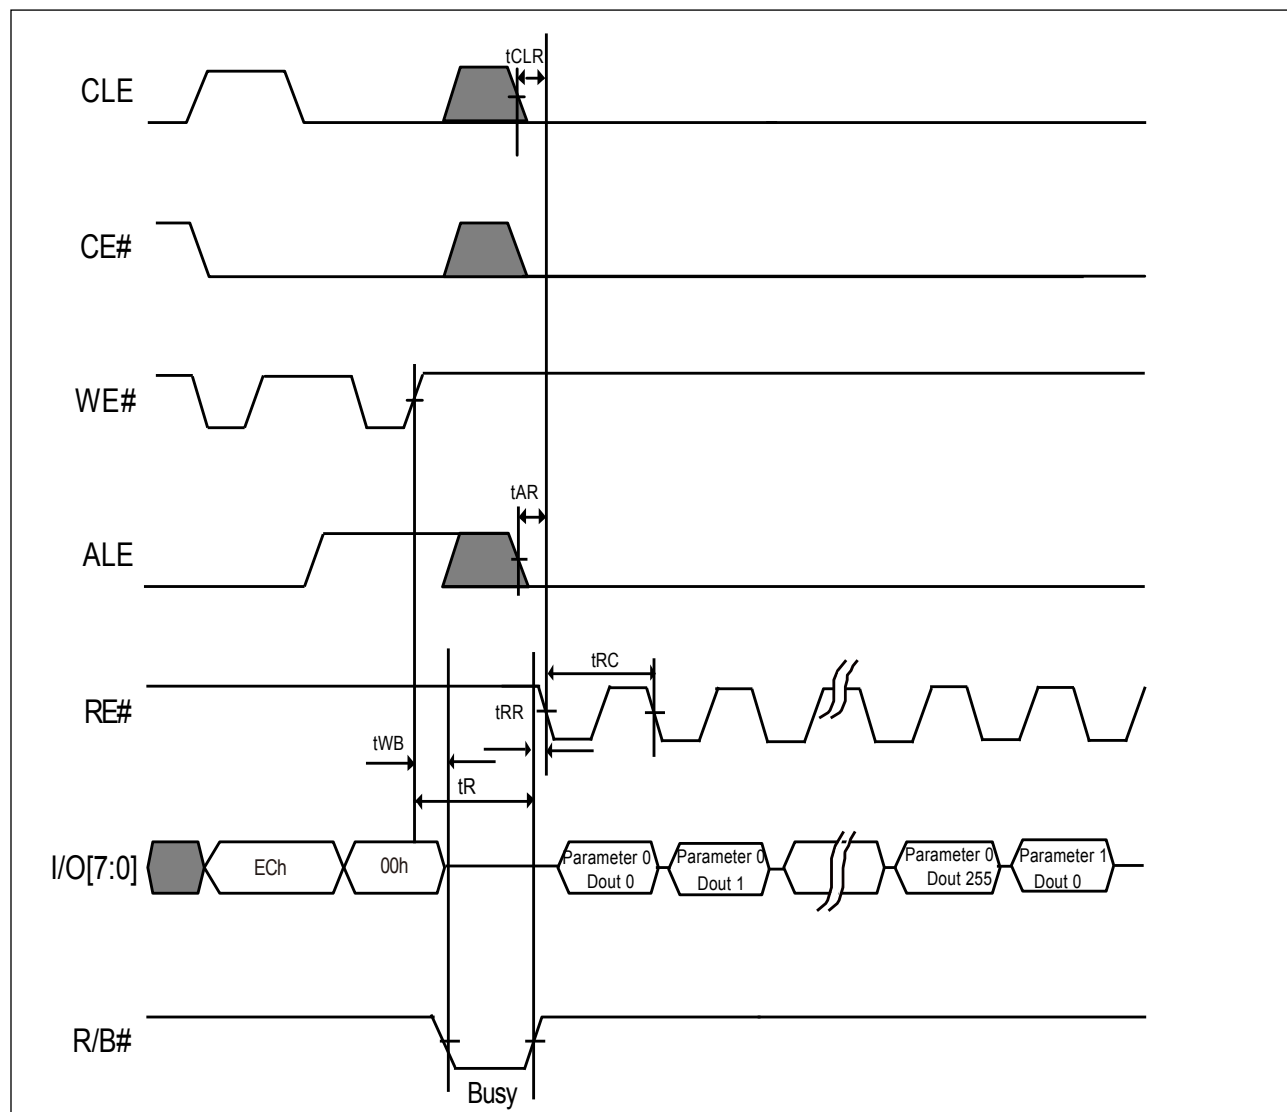 tCLR
CLE
CE#
WE#
tAR
ALE
tRC
RE#
tRR
tWB
tR
I/O[7:0]
ECh
00h
Parameter 0
Dout 0
Parameter 0
Dout 1
Parameter 0
Dout 255
Parameter 1
Dout 0
R/B#
Busy